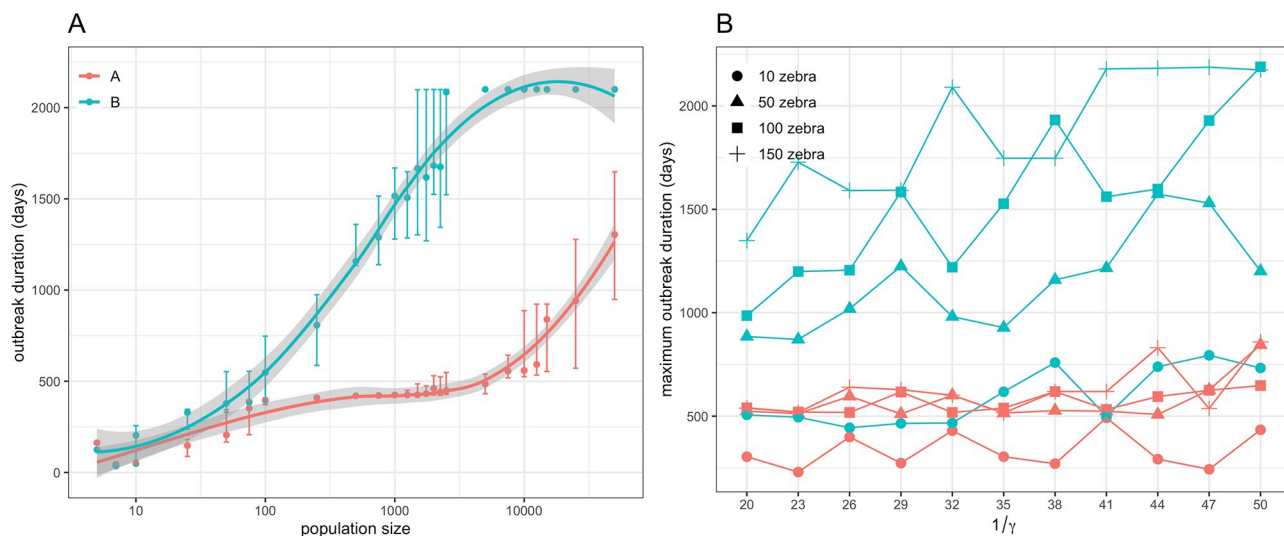 A
outbreak duration (days)
2000
1500
1000
500
0
A
B
10
100
1000
10000
population size
B
maximum outbreak duration (days)
2000
1500
1000
500
10 zebra
50 zebra
100 zebra
150 zebra
20
23
26
29
32
35
38
41
44
47
50
1/γ